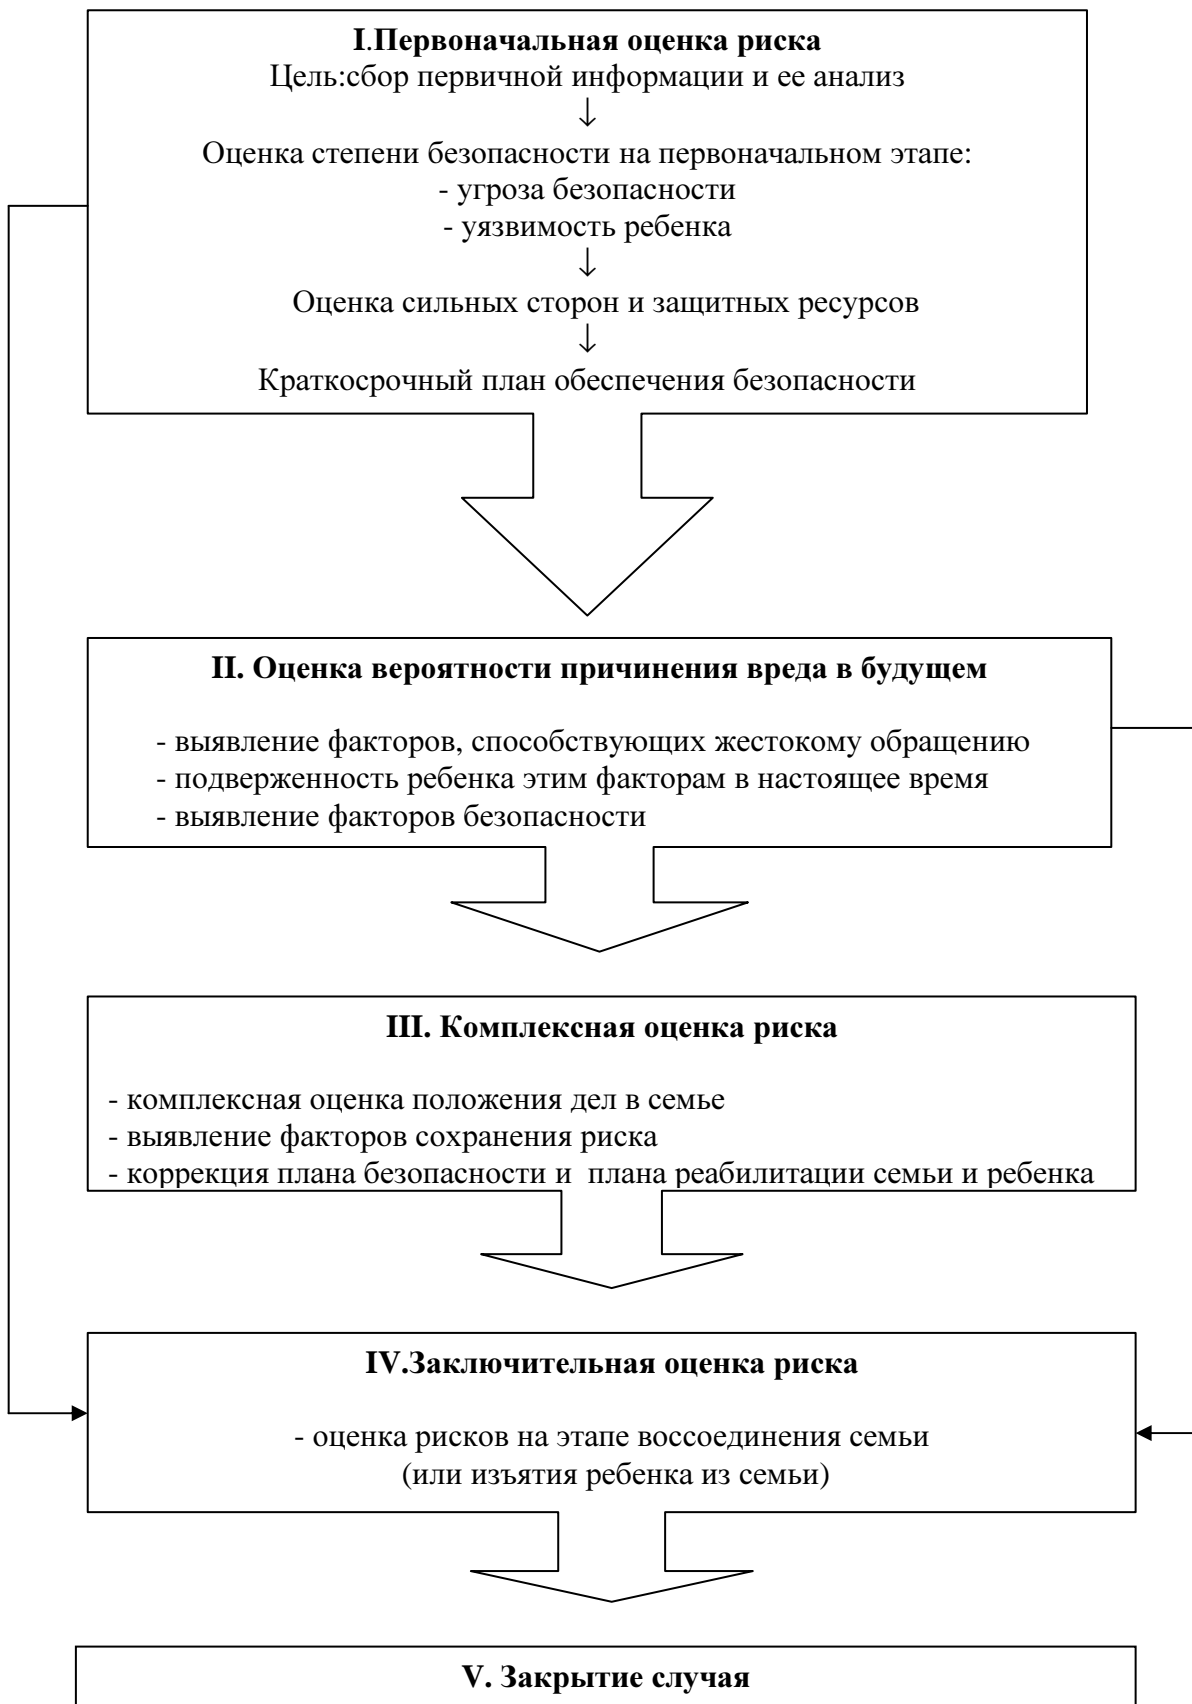 I.Первоначальная оценка риска
Цель:сбор первичной информации и ее анализ
↓
Оценка степени безопасности на первоначальном этапе:
- угроза безопасности
- уязвимость ребенка
↓
Оценка сильных сторон и защитных ресурсов
↓
Краткосрочный план обеспечения безопасности
II. Оценка вероятности причинения вреда в будущем
- выявление факторов, способствующих жестокому обращению
- подверженность ребенка этим факторам в настоящее время
- выявление факторов безопасности
III. Комплексная оценка риска
- комплексная оценка положения дел в семье
- выявление факторов сохранения риска
- коррекция плана безопасности и  плана реабилитации семьи и ребенка
IV.Заключительная оценка риска
- оценка рисков на этапе воссоединения семьи
(или изъятия ребенка из семьи)
V. Закрытие случая